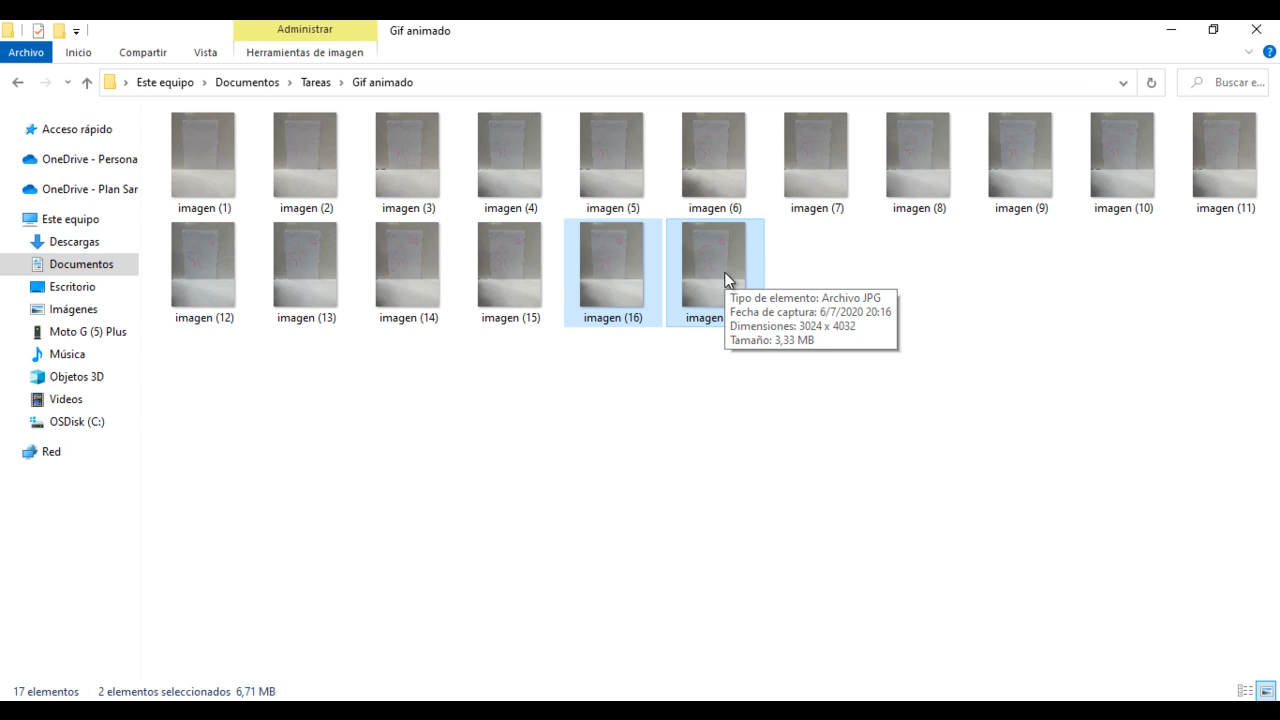 Administrar
Gif animado
Archivo
Inicio
Compartir
Vista
Herramientas de imagen
Este equipo
Documentos
Tareas
Gif animado
Buscar e...
Acceso rápido
OneDrive - Persona
OneDrive - Plan Sar
Este equipo
Descargas
Documentos
Escritorio
Imágenes
Moto G (5) Plus
Música
Objetos 3D
Videos
OSDisk (C:)
Red
imagen (1)
imagen (2)
imagen (3)
imagen (4)
imagen (5)
imagen (6)
imagen (7)
imagen (8)
imagen (9)
imagen (10)
imagen (11)
imagen (12)
imagen (13)
imagen (14)
imagen (15)
imagen (16)
imagen
Tipo de elemento: Archivo JPG
Fecha de captura: 6/7/2020 20:16
Dimensiones: 3024 x 4032
Tamaño: 3,33 MB
17 elementos
2 elementos seleccionados 6,71 MB